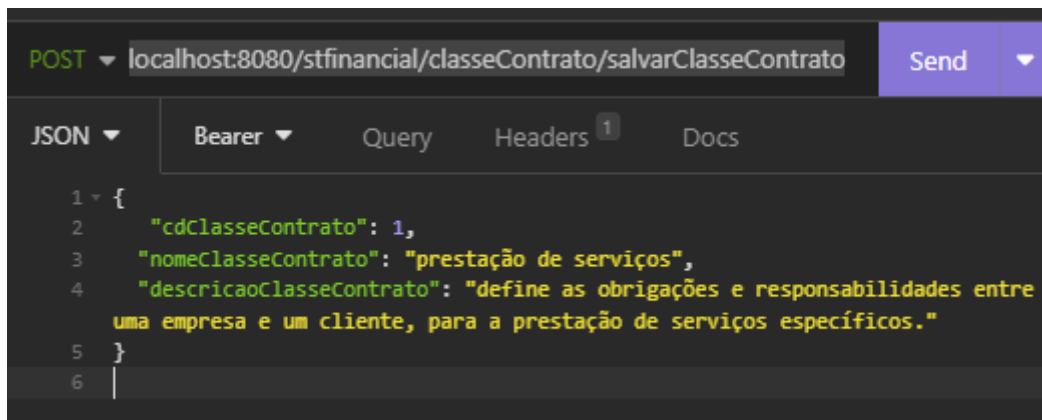 POST localhost:8080/stfinancial/classeContrato/salvarClasseContrato Send
JSON Bearer Query Headers 1 Docs
1 {
2 "cdClasseContrato": 1,
3 "nomeClasseContrato": "prestação de serviços",
4 "descricaoClasseContrato": "define as obrigações e responsabilidades entre
uma empresa e um cliente, para a prestação de serviços específicos."
5 }
6